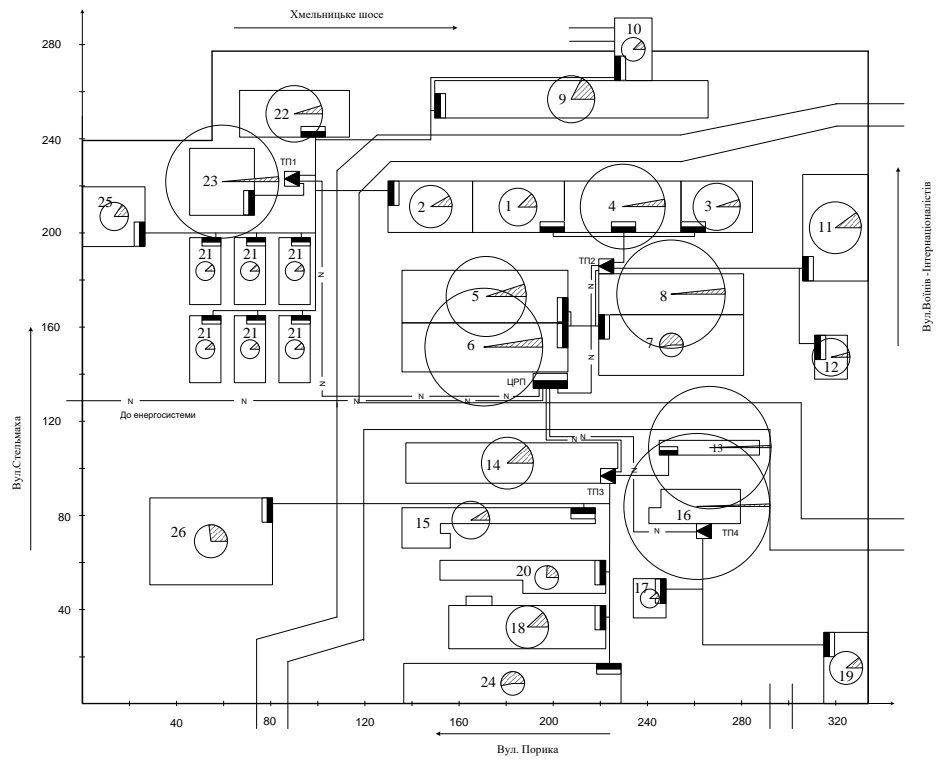 Хмельницьке шосе
280
10
9
240
22
ТП1
23
25
2
1
4
3
11
200
21
21
21
ТП2
N
N
5
8
160
21
21
21
6
7
N
12
ЦРП
N
N
N
N
N
N
N
До енергосистеми
120
N
N
14
13
N
ТП3
15
16
80
26
N
ТП4
20
17
40
18
24
19
40
80
120
160
200
240
280
320
Вул. Порика
Вул.Стельмаха
Вул.Воїнів -Інтернаціоналістів